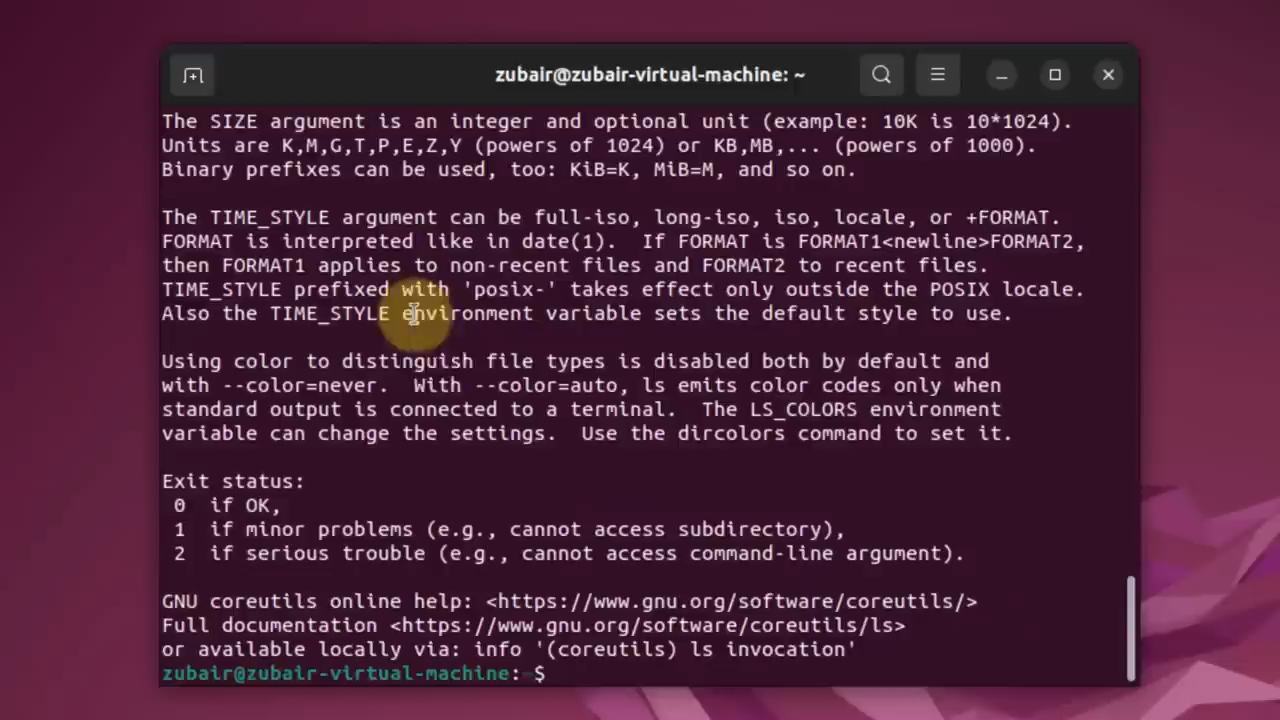 zubair@zubair-virtual-machine: ~
The SIZE argument is an integer and optional unit (example: 10K is 10*1024).
Units are K,M,G,T,P,E,Z,Y (powers of 1024) or KB,MB,... (powers of 1000).
Binary prefixes can be used, too: KiB=K, MiB=M, and so on.
The TIME_STYLE argument can be full-iso, long-iso, iso, locale, or +FORMAT.
FORMAT is interpreted like in date(1).  If FORMAT is FORMAT1<newline>FORMAT2,
then FORMAT1 applies to non-recent files and FORMAT2 to recent files.
TIME_STYLE prefixed with 'posix-' takes effect only outside the POSIX locale.
Also the TIME_STYLE environment variable sets the default style to use.
Using color to distinguish file types is disabled both by default and
with --color=never.  With --color=auto, ls emits color codes only when
standard output is connected to a terminal.  The LS_COLORS environment
variable can change the settings.  Use the dircolors command to set it.
Exit status:
0  if OK,
1  if minor problems (e.g., cannot access subdirectory),
2  if serious trouble (e.g., cannot access command-line argument).
GNU coreutils online help: <https://www.gnu.org/software/coreutils/>
Full documentation <https://www.gnu.org/software/coreutils/ls>
or available locally via: info '(coreutils) ls invocation'
zubair@zubair-virtual-machine:~$